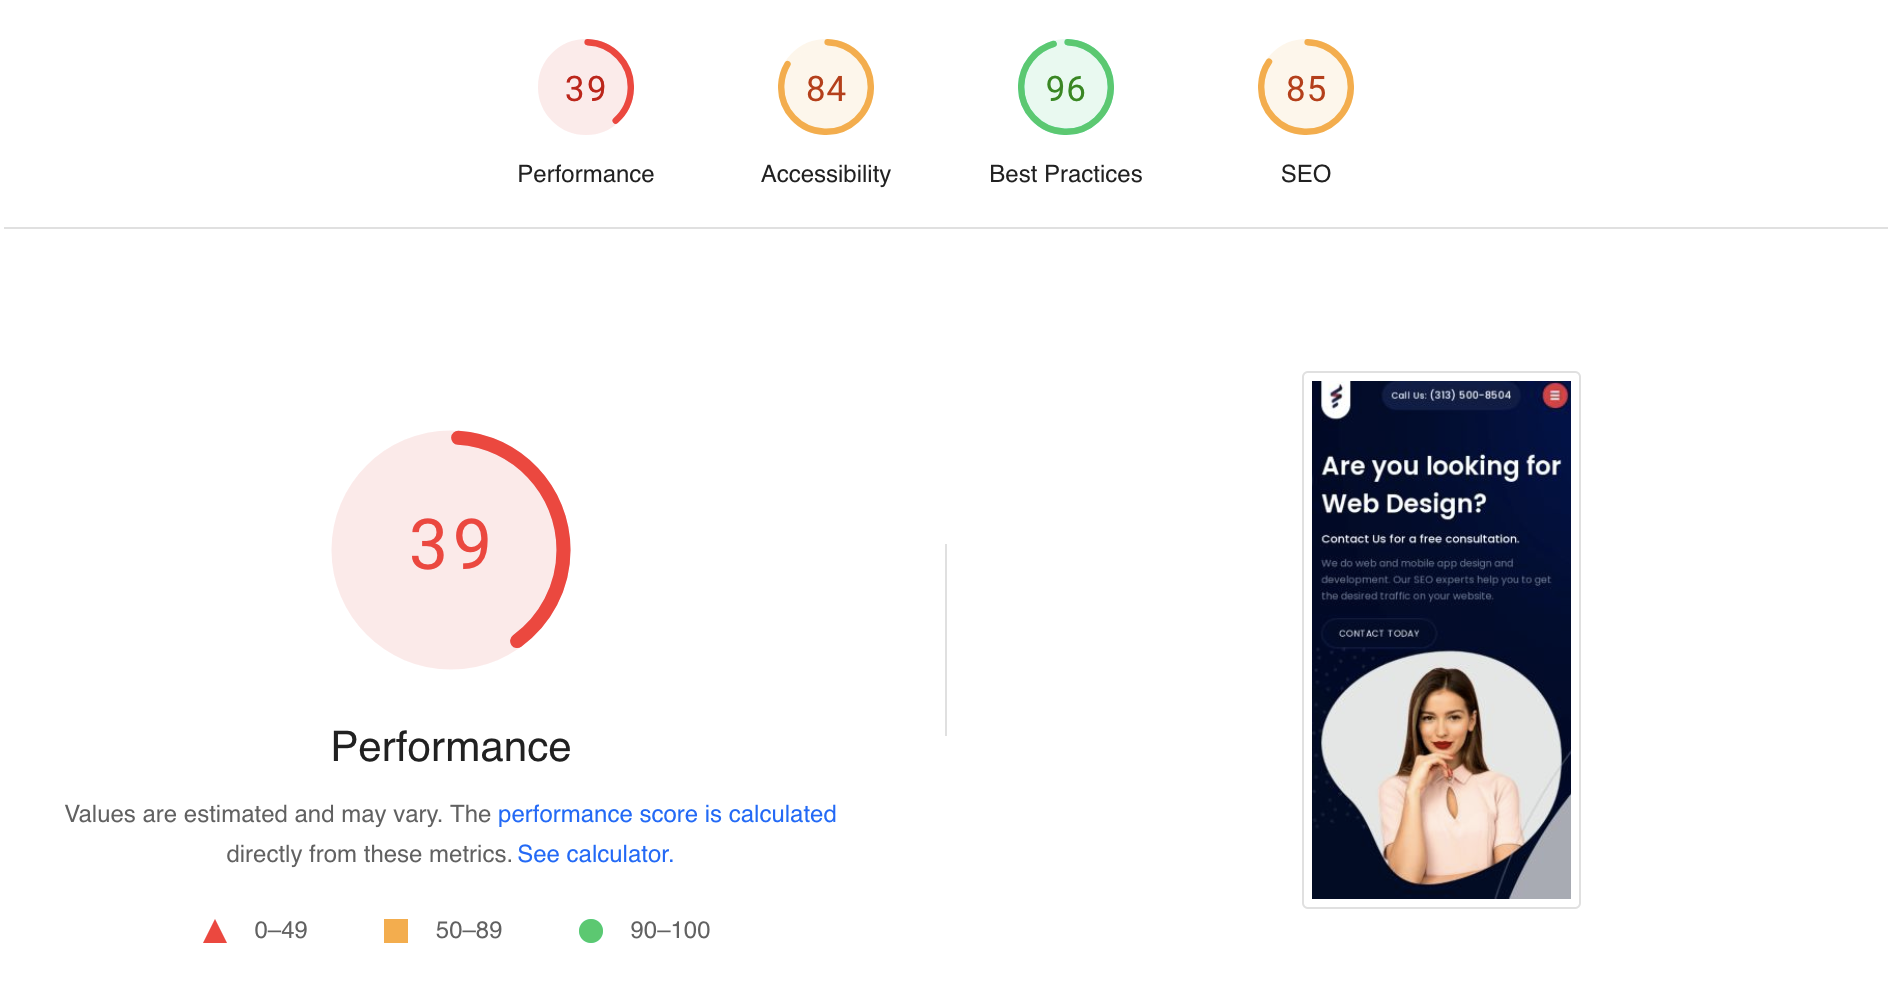 39
Performance
84
Accessibility
96
Best Practices
85
SEO
39
Performance
Values are estimated and may vary. The performance score is calculated
directly from these metrics. See calculator.
0–49
50–89
90–100
Call Us: (313) 500-8504
Are you looking for
Web Design?
Contact Us for a free consultation.
We do web and mobile app design and
development. Our SEO experts help you to get
the desired traffic on your website.
CONTACT TODAY